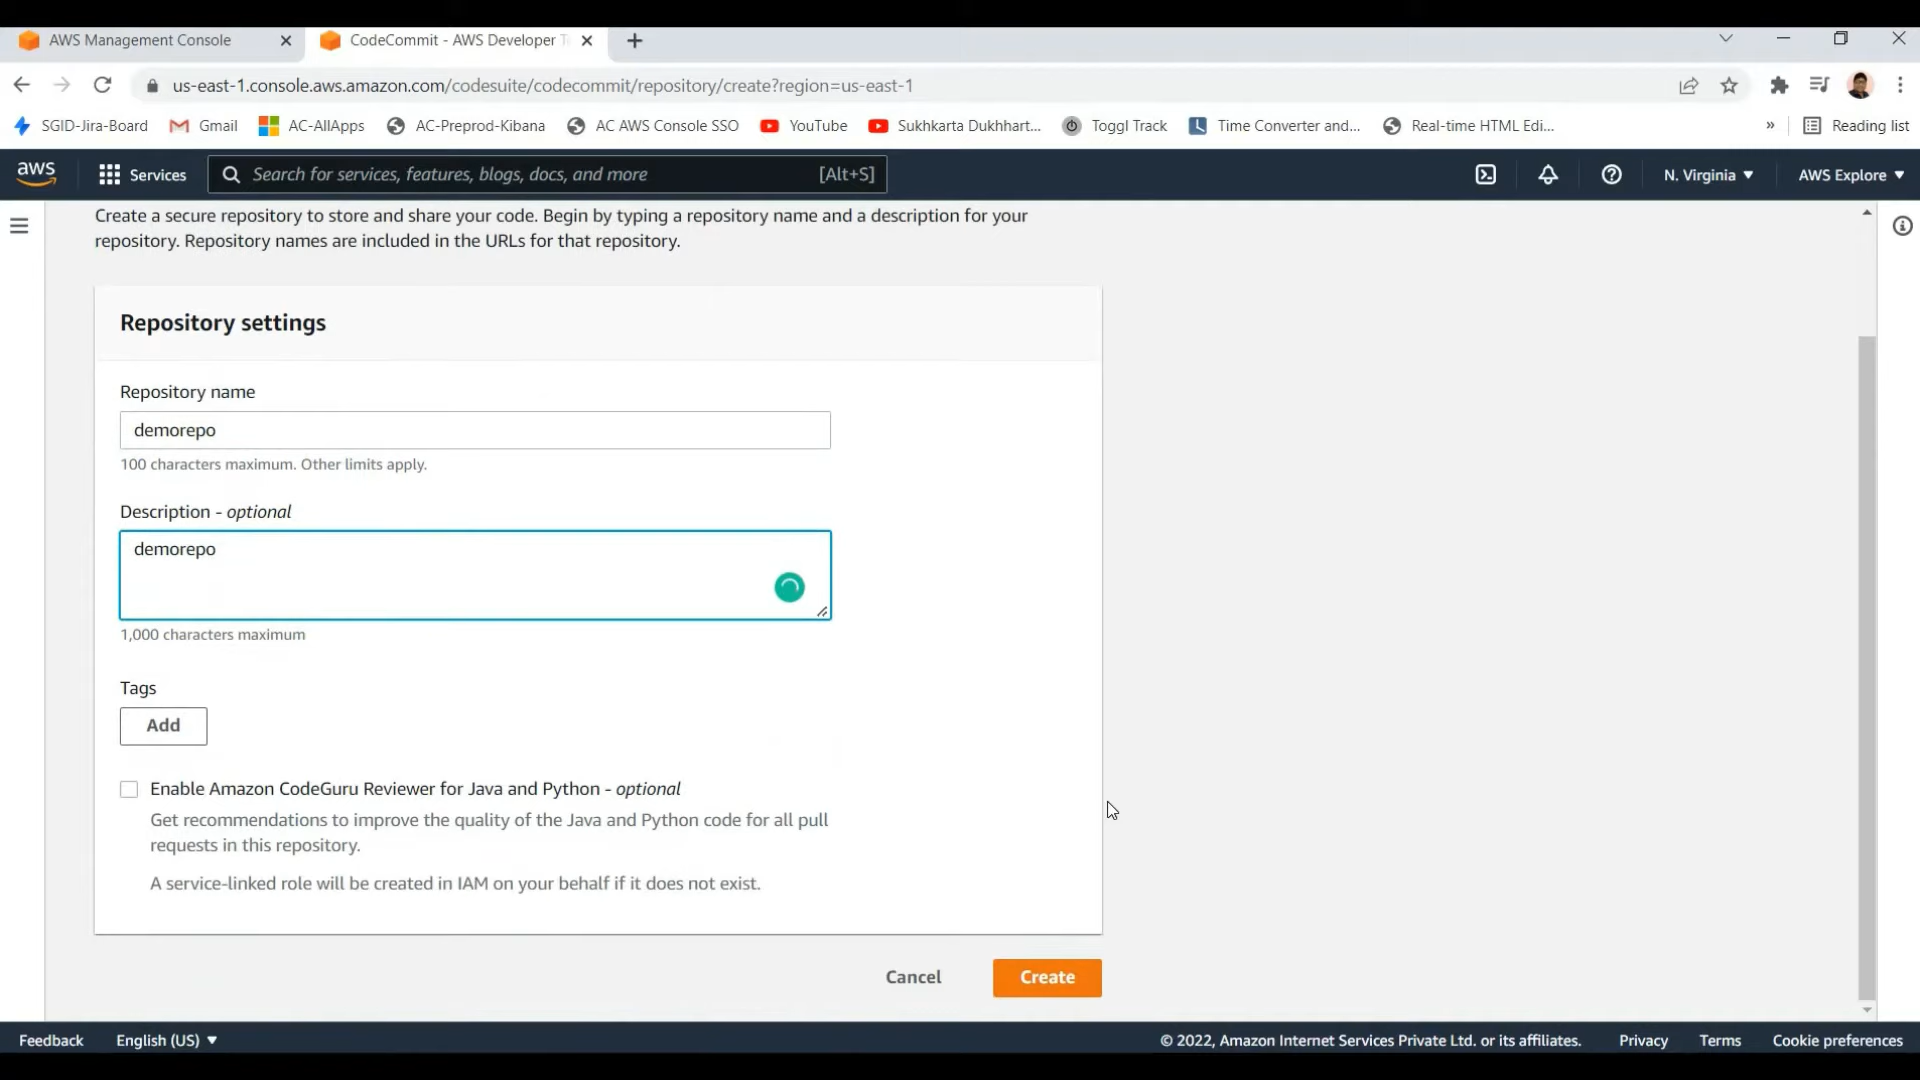 AWS Management Console
CodeCommit - AWS Developer T
us-east-1.console.aws.amazon.com/codesuite/codecommit/repository/create?region=us-east-1
SGID-Jira-Board
Gmail
AC-AllApps
AC-Preprod-Kibana
AC AWS Console SSO
YouTube
Sukhkarta Dukhhart...
Toggl Track
Time Converter and...
Real-time HTML Edi...
»
Reading list
aws
Services
Search for services, features, blogs, docs, and more
[Alt+S]
N. Virginia
AWS Explore
Create a secure repository to store and share your code. Begin by typing a repository name and a description for your
repository. Repository names are included in the URLs for that repository.
Repository settings
Repository name
demorepo
100 characters maximum. Other limits apply.
Description - optional
demorepo
1,000 characters maximum
Tags
Add
Enable Amazon CodeGuru Reviewer for Java and Python - optional
Get recommendations to improve the quality of the Java and Python code for all pull
requests in this repository.
A service-linked role will be created in IAM on your behalf if it does not exist.
Cancel
Create
Feedback
English (US)
© 2022, Amazon Internet Services Private Ltd. or its affiliates.
Privacy
Terms
Cookie preferences